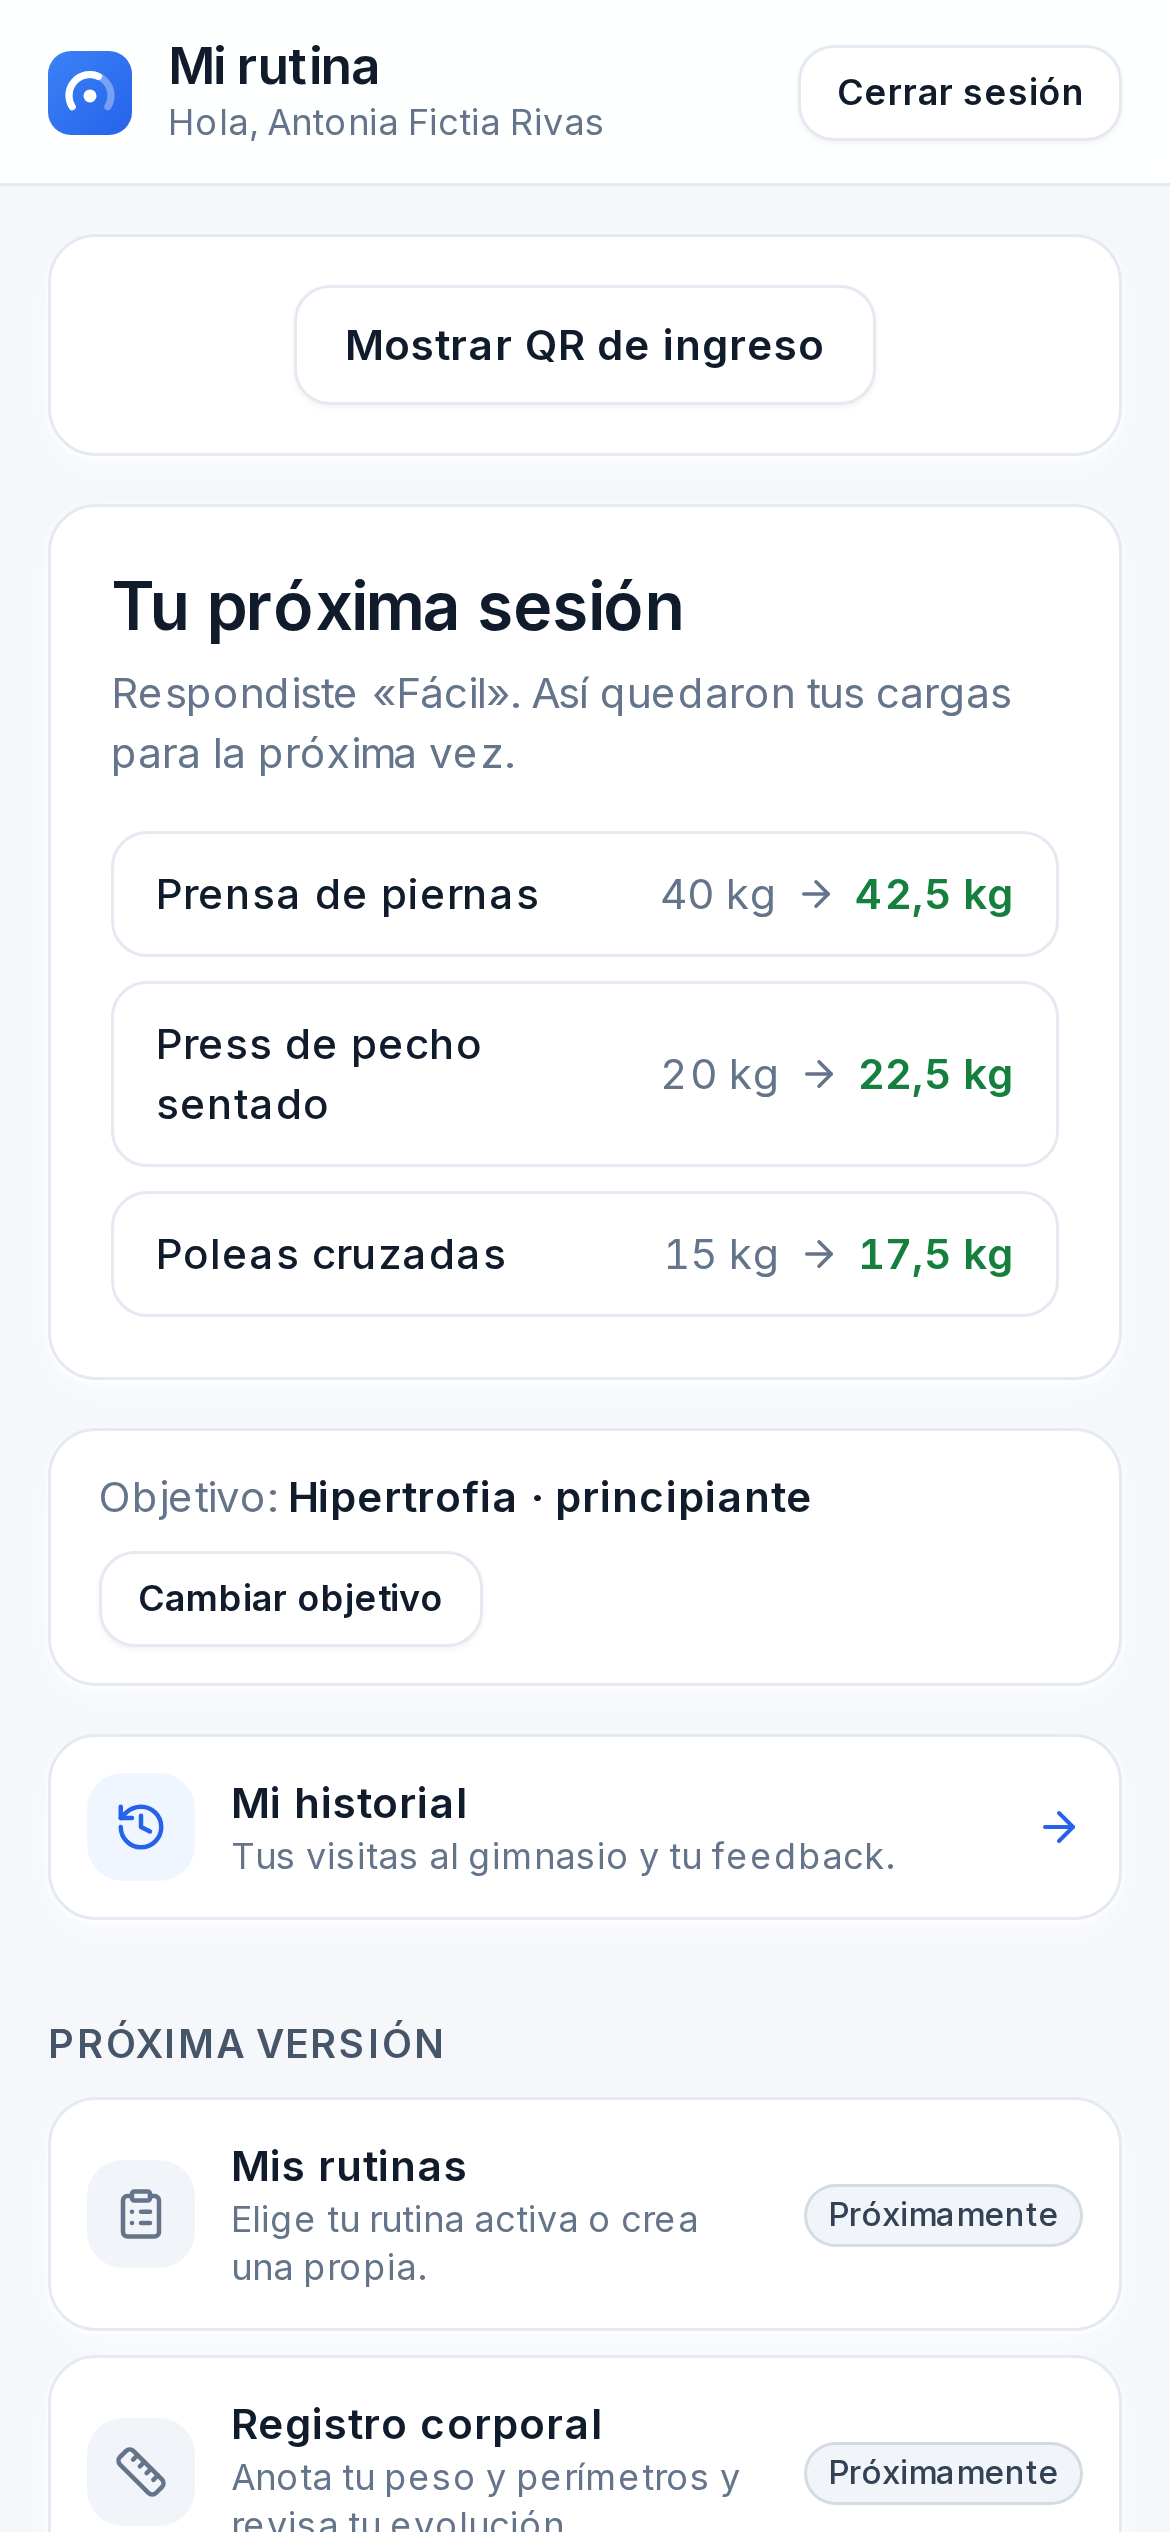 Mi rutina
Hola, Antonia Fictia Rivas
Cerrar sesión
Mostrar QR de ingreso
Tu próxima sesión
Respondiste «Fácil». Así quedaron tus cargas
para la próxima vez.
Prensa de piernas 40 kg → 42,5 kg
Press de pecho
sentado
20 kg → 22,5 kg
Poleas cruzadas 15 kg → 17,5 kg
Objetivo: Hipertrofia · principiante
Cambiar objetivo
Mi historial
Tus visitas al gimnasio y tu feedback.
PRÓXIMA VERSIÓN
Mis rutinas
Elige tu rutina activa o crea
una propia.
Próximamente
Registro corporal
Anota tu peso y perímetros y
revisa tu evolución
Próximamente